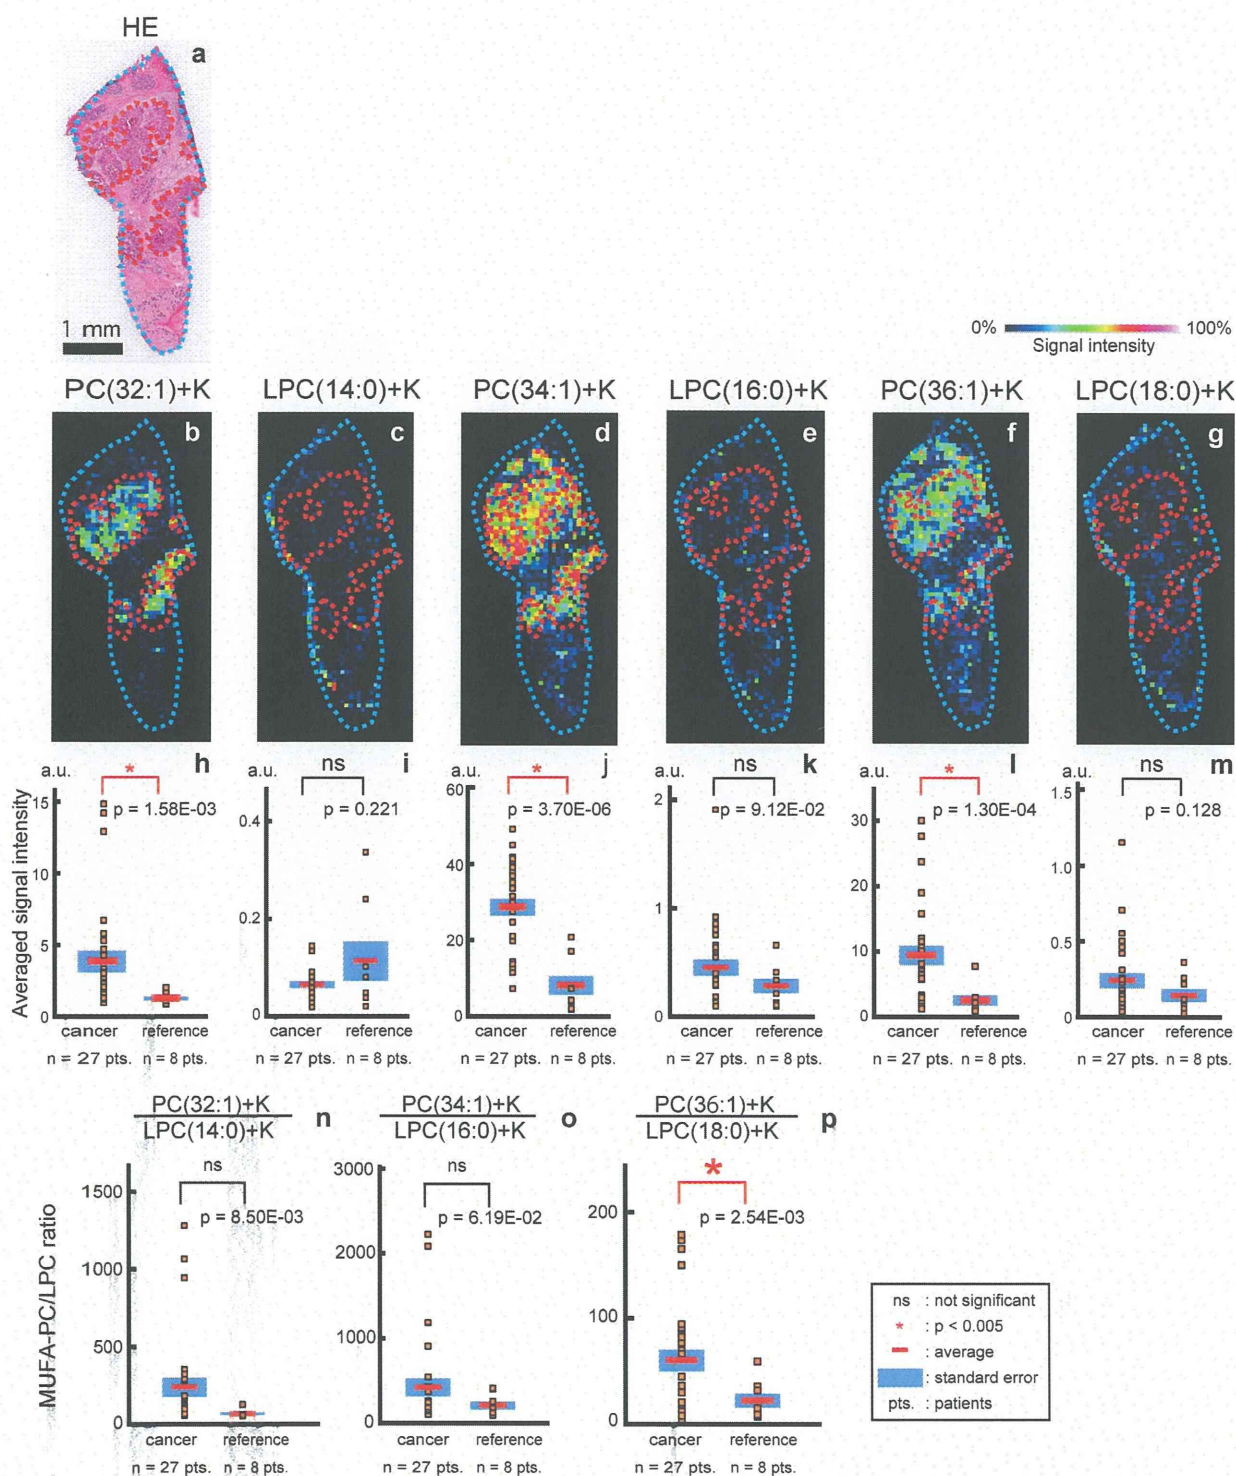 HE
a
1 mm
0% 100%
Signal intensity
PC(32:1)+K LPC(14:0)+K PC(34:1)+K LPC(16:0)+K PC(36:1)+K LPC(18:0)+K
b c d e f g
h i j k l m
a.u. * a.u. ns a.u. * a.u. ns a.u. * a.u. ns
p = 1.58E-03 p = 0.221 p = 3.70E-06 p = 9.12E-02 p = 1.30E-04 p = 0.128
Averaged signal intensity
15
10
5
0
0.4
0.2
0
60
40
20
0
2
1
0
30
20
10
0
1.5
1.0
0.5
0
cancer reference cancer reference cancer reference cancer reference cancer reference cancer reference
n = 27 pts. n = 8 pts. n = 27 pts. n = 8 pts. n = 27 pts. n = 8 pts. n = 27 pts. n = 8 pts. n = 27 pts. n = 8 pts. n = 27 pts. n = 8 pts.
PC(32:1)+K
LPC(14:0)+K
n
PC(34:1)+K
LPC(16:0)+K
o
PC(36:1)+K
LPC(18:0)+K
p
MUFA-PC/LPC ratio
ns
p = 8.50E-03
1500
1000
500
0
ns
p = 6.19E-02
3000
2000
1000
0
*
p = 2.54E-03
200
100
0
cancer reference cancer reference cancer reference
n = 27 pts. n = 8 pts. n = 27 pts. n = 8 pts. n = 27 pts. n = 8 pts.
ns : not significant
* : p < 0.005
: average
: standard error
pts. : patients